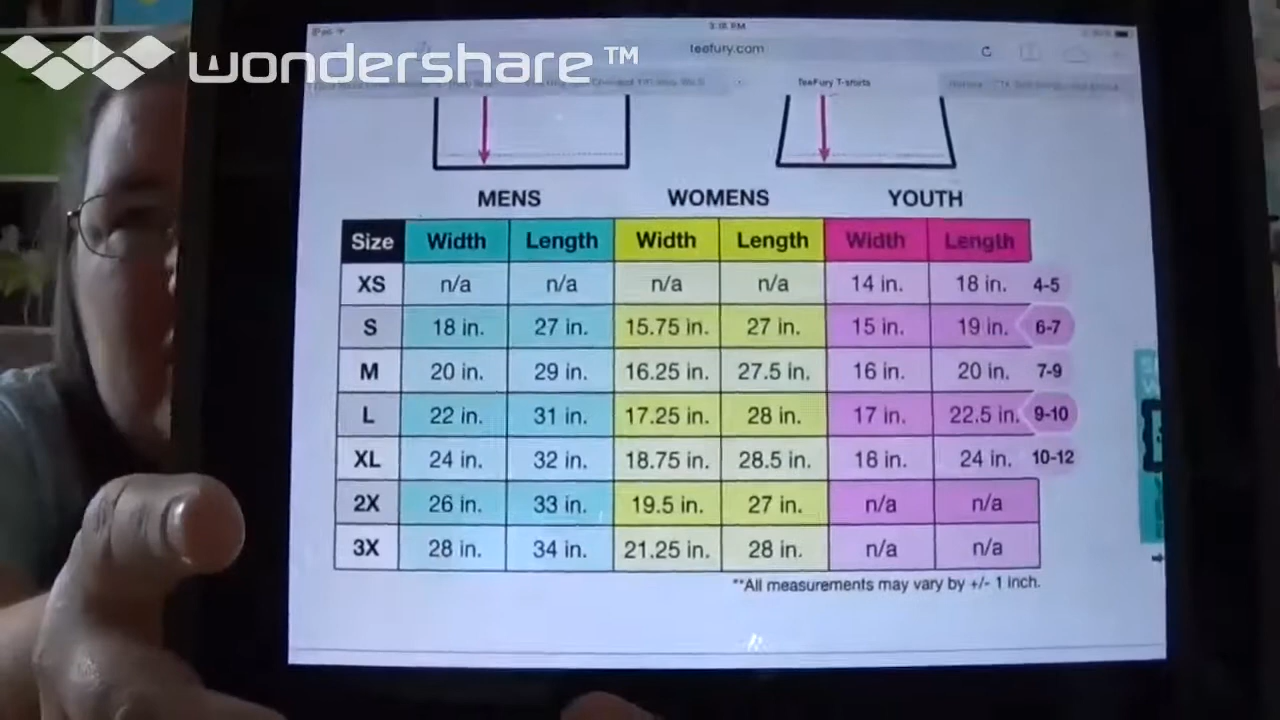 wondershare™
3:18 PM
teefury.com
TeeFury T-shirts
MENS WOMENS YOUTH
Size Width Length Width Length Width Length
XS n/a n/a n/a n/a 14 in. 18 in. 4-5
S 18 in. 27 in. 15.75 in. 27 in. 15 in. 19 in. 6-7
M 20 in. 29 in. 16.25 in. 27.5 in. 16 in. 20 in. 7-9
L 22 in. 31 in. 17.25 in. 28 in. 17 in. 22.5 in. 9-10
XL 24 in. 32 in. 18.75 in. 28.5 in. 18 in. 24 in. 10-12
2X 26 in. 33 in. 19.5 in. 27 in. n/a n/a
3X 28 in. 34 in. 21.25 in. 28 in. n/a n/a
**All measurements may vary by +/- 1 inch.